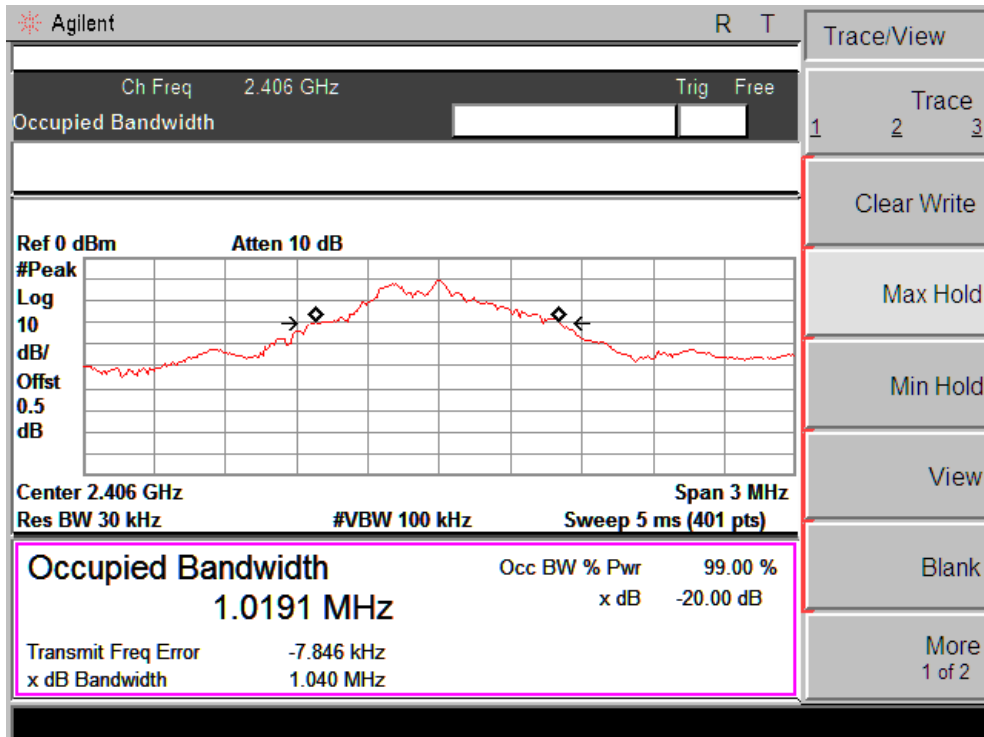 Agilent
R T
Ch Freq 2.406 GHz Trig Free
Occupied Bandwidth
Ref 0 dBm Atten 10 dB
#Peak
Log
10
dB/
Offst
0.5
dB
Center 2.406 GHz Span 3 MHz
Res BW 30 kHz #VBW 100 kHz Sweep 5 ms (401 pts)
Occupied Bandwidth Occ BW % Pwr 99.00 %
1.0191 MHz x dB -20.00 dB
Transmit Freq Error -7.846 kHz
x dB Bandwidth 1.040 MHz
Trace/View
Trace
1 2 3
Clear Write
Max Hold
Min Hold
View
Blank
More
1 of 2